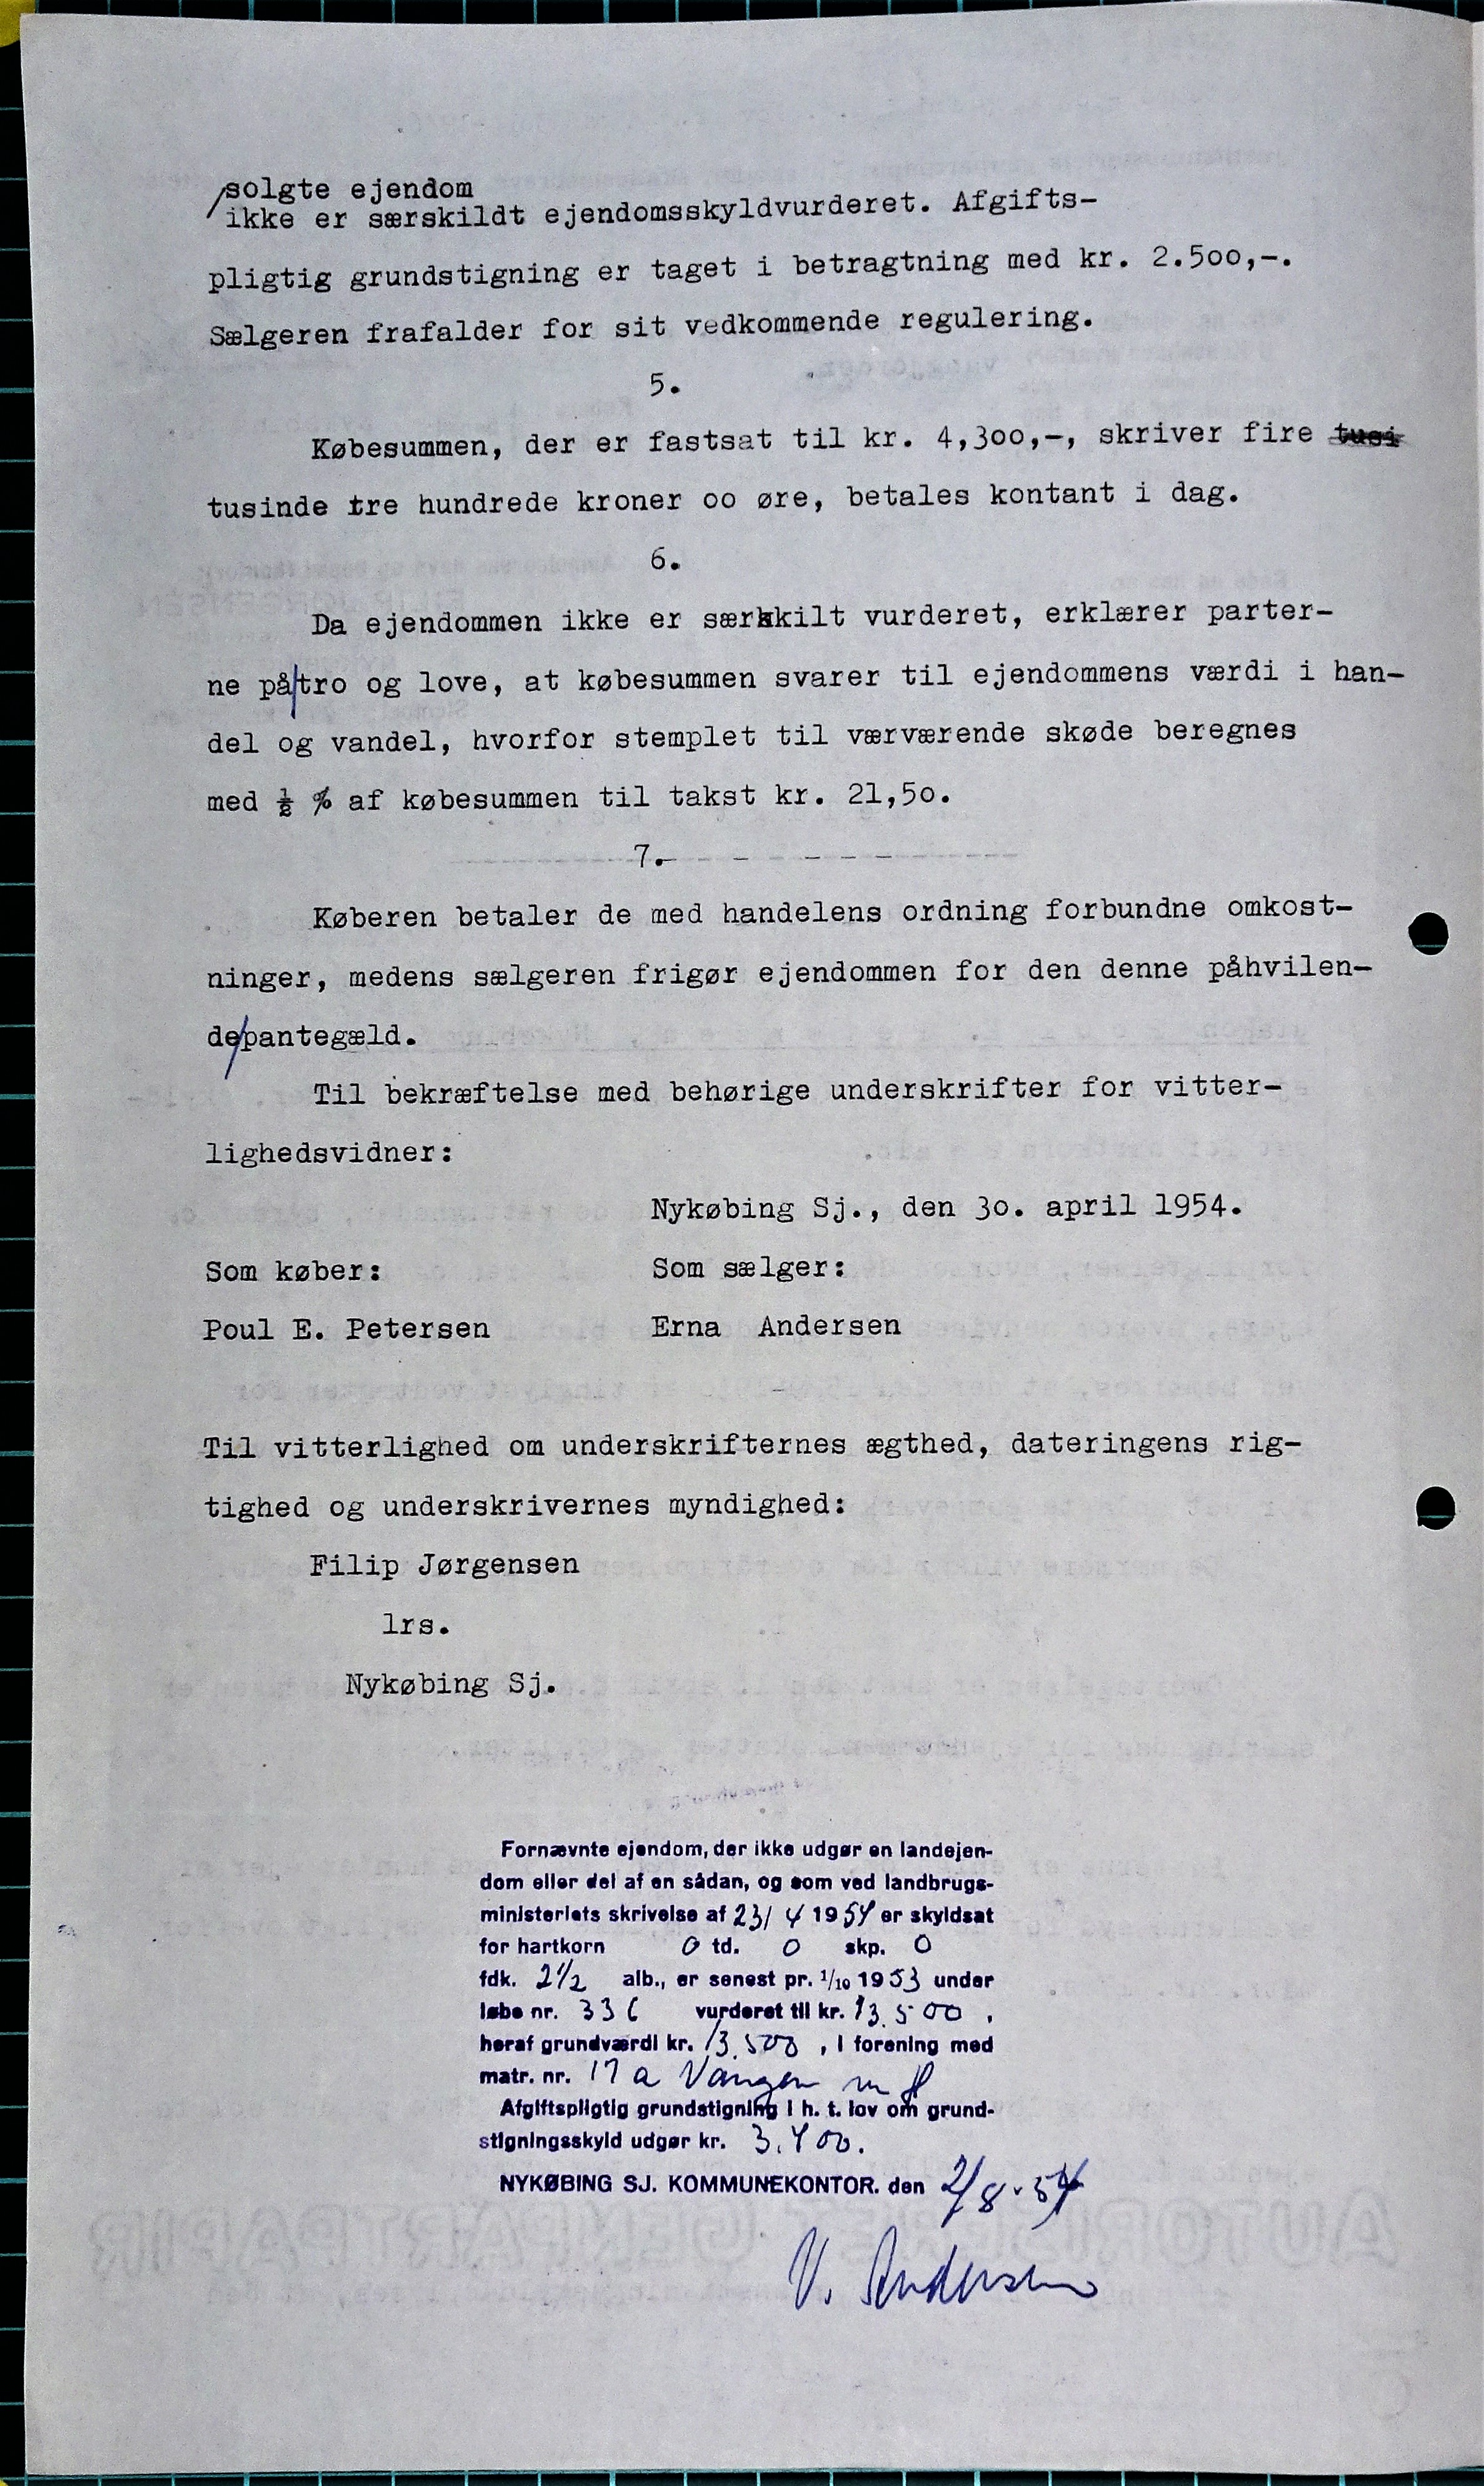 solgte ejendom
ikke er særskildt ejendomsskyldvurderet. Afgifts-
pligtig grundstigning er taget i betragtning med kr. 2.500,-.
Sælgeren frafalder for sit vedkommende regulering.
5.
Købesummen, der er fastsat til kr. 4,300,-, skriver fire tusi
tusinde tre hundrede kroner oo øre, betales kontant i dag.
6.
Da ejendommen ikke er særskilt vurderet, erklærer parter-
ne på/tro og love, at købesummen svarer til ejendommens værdi i han-
del og vandel, hvorfor stemplet til værværende skøde beregnes
med ½ % af købesummen til takst kr. 21,50.
7.- - - - - -
Køberen betaler de med handelens ordning forbundne omkost-
ninger, medens sælgeren frigør ejendommen for den denne påhvilen-
de/pantegæld.
Til bekræftelse med behørige underskrifter for vitter-
lighedsvidner:
Nykøbing Sj., den 30. april 1954.
Som køber: Som sælger:
Poul E. Petersen Erna Andersen
Til vitterlighed om underskrifternes ægthed, dateringens rig-
tighed og underskrivernes myndighed:
Filip Jørgensen
lrs.
Nykøbing Sj.
Fornævnte ejendom, der ikke udgør en landejen-
dom eller del af en sådan, og som ved landbrugs-
ministeriets skrivelse af 23/ 4 1954 er skyldsat
for hartkorn 0 td. 0 skp. 0
fdk. 2½ alb., er senest pr. 1/10 1953 under
løbe nr. 336 vurderet til kr. 13.500,
heraf grundværdi kr. 13.500, i forening med
matr. nr. 17 a Vangen m fl
Afgiftspligtig grundstigning i h. t. lov om grund-
stigningsskyld udgør kr. 3.400.
NYKØBING SJ. KOMMUNEKONTOR. den 2/8-54
V. Andersen
AUTORISERET GENPARTPAPIR